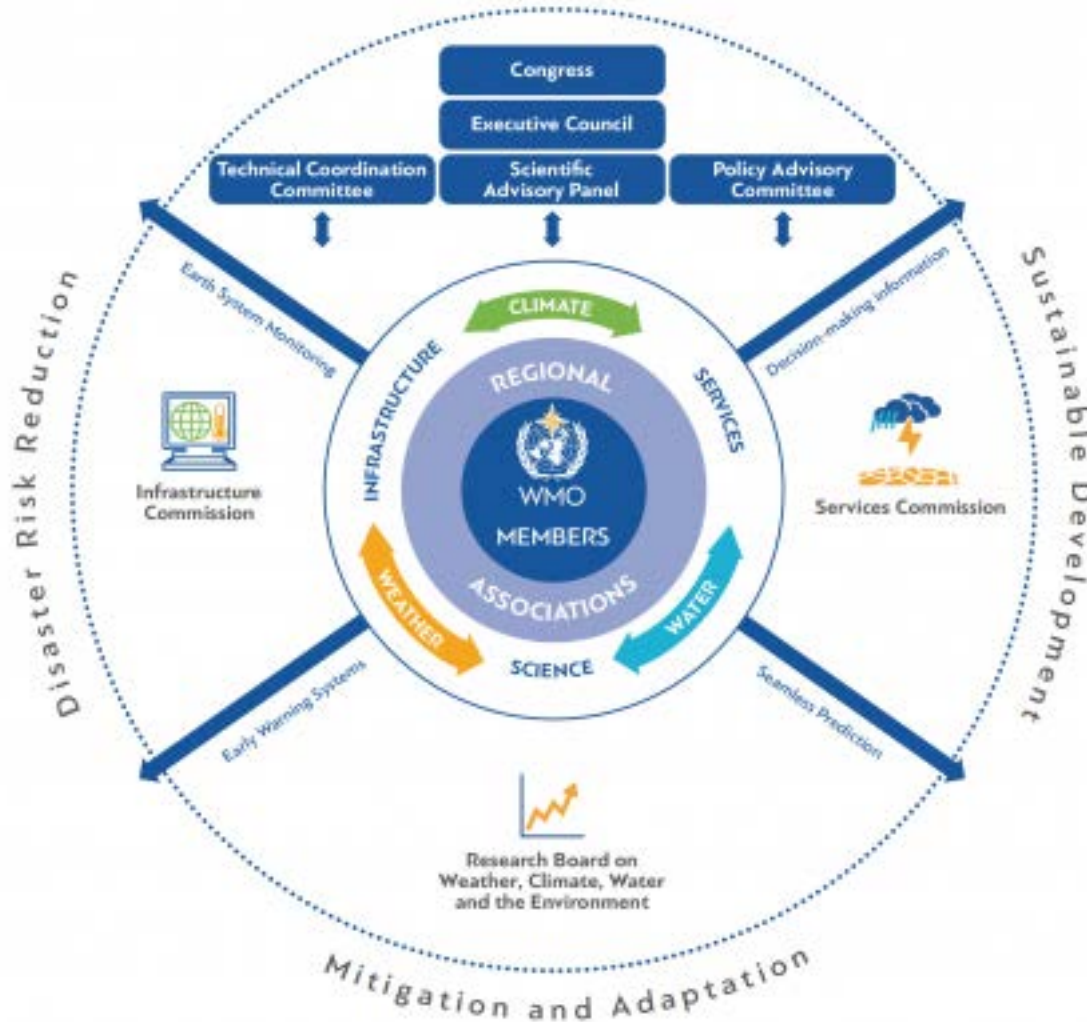 Congress
Executive Council
Technical Coordination
Committee
Scientific
Advisory Panel
Policy Advisory
Committee
Earth System Monitoring
Decision-making information
Disaster Risk Reduction
Sustainable Development
CLIMATE
INFRASTRUCTURE
SERVICES
REGIONAL
WMO
MEMBERS
ASSOCIATIONS
Infrastructure
Commission
Services Commission
WEATHER
WATER
SCIENCE
Early Warning Systems
Seamless Prediction
Research Board on
Weather, Climate, Water
and the Environment
Mitigation and Adaptation